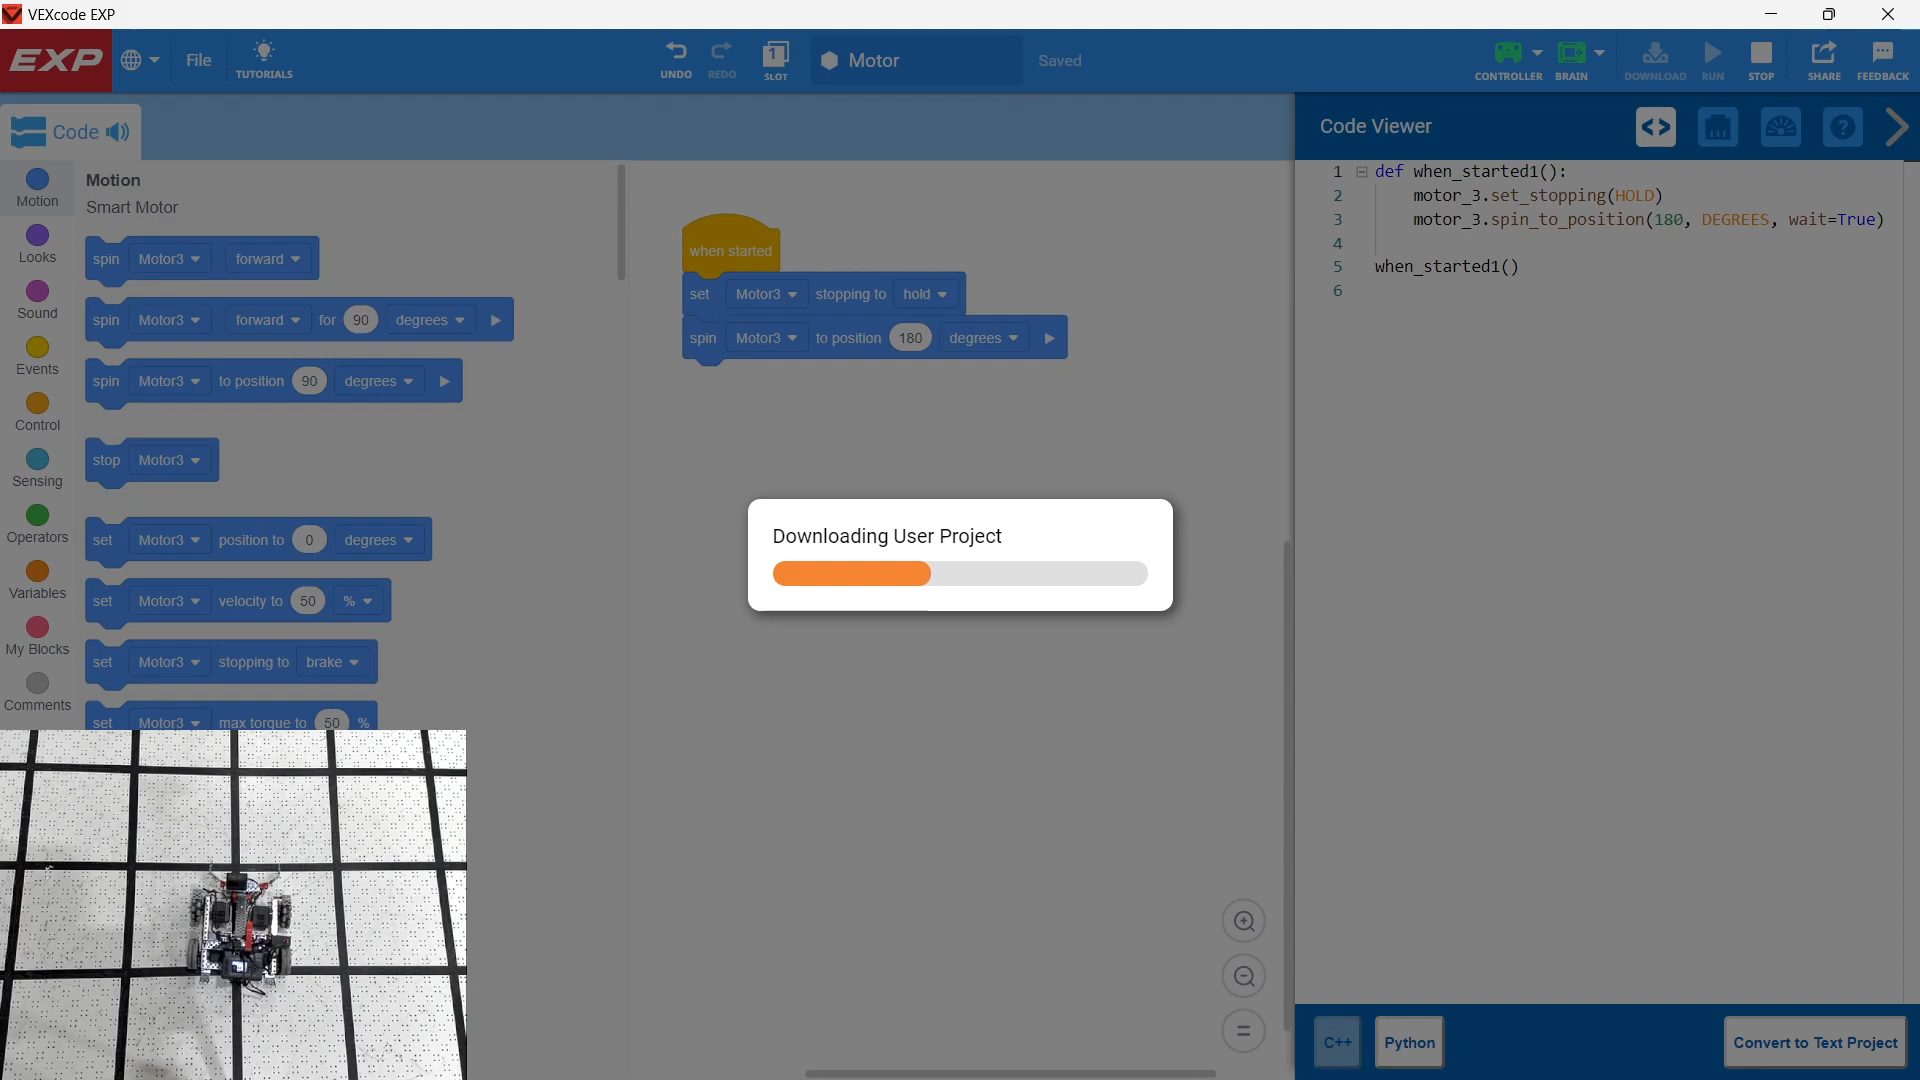 VEXcode EXP
EXP
File
TUTORIALS
UNDO
REDO
1
SLOT
Motor
Saved
CONTROLLER
BRAIN
DOWNLOAD
RUN
STOP
SHARE
FEEDBACK
Code
Code Viewer
< >
?
Motion
Looks
Sound
Events
Control
Sensing
Operators
Variables
My Blocks
Comments
Motion
Smart Motor
spin Motor3 forward
spin Motor3 forward for 90 degrees
spin Motor3 to position 90 degrees
stop Motor3
set Motor3 position to 0 degrees
set Motor3 velocity to 50 %
set Motor3 stopping to brake
set Motor3 max torque to 50 %
when started
set Motor3 stopping to hold
spin Motor3 to position 180 degrees
Downloading User Project
1 def when_started1():
2 motor_3.set_stopping(HOLD)
3 motor_3.spin_to_position(180, DEGREES, wait=True)
4
5 when_started1()
6
C++
Python
Convert to Text Project